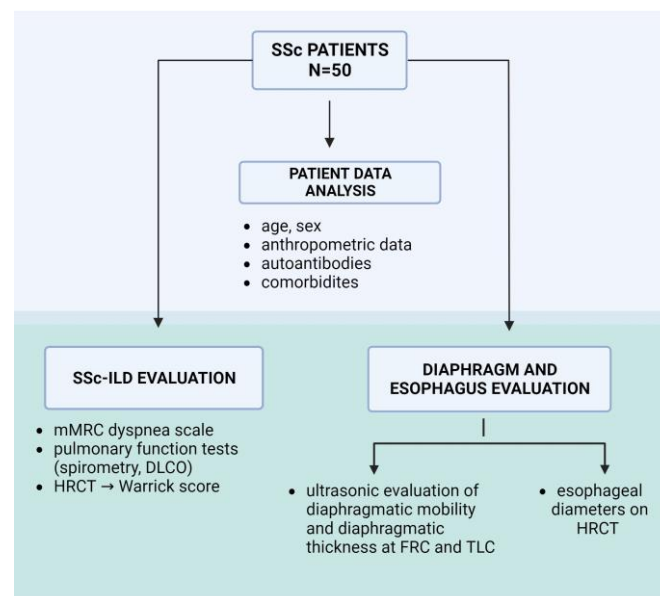 SSc PATIENTS
N=50
PATIENT DATA
ANALYSIS
• age, sex
• anthropometric data
• autoantibodies
• comorbidites
SSc-ILD EVALUATION
• mMRC dyspnea scale
• pulmonary function tests
(spirometry, DLCO)
• HRCT → Warrick score
DIAPHRAGM AND
ESOPHAGUS EVALUATION
• ultrasonic evaluation of
diaphragmatic mobility
and diaphragmatic
thickness at FRC and TLC
• esophageal
diameters on
HRCT